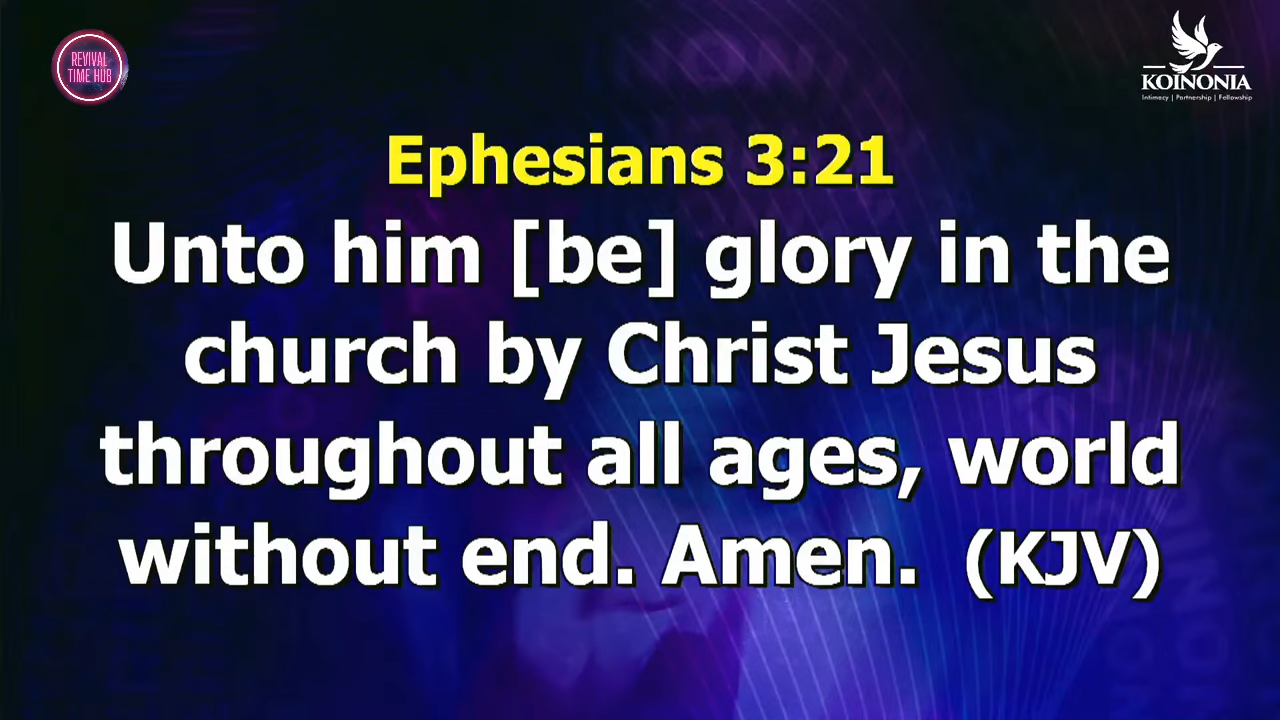 REVIVAL
TIME HUB
KOINONIA
Intimacy | Partnership | Fellowship
Ephesians 3:21
Unto him [be] glory in the
church by Christ Jesus
throughout all ages, world
without end. Amen. (KJV)